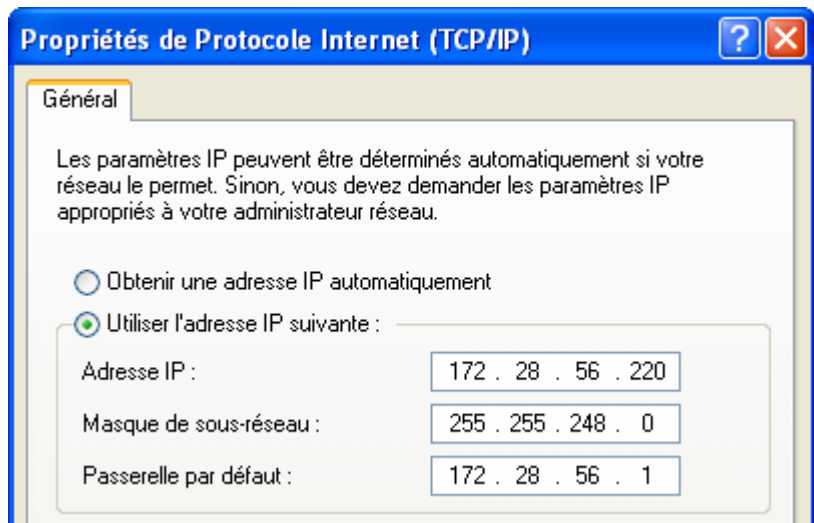 Propriétés de Protocole Internet (TCP/IP)
Général
Les paramètres IP peuvent être déterminés automatiquement si votre
réseau le permet. Sinon, vous devez demander les paramètres IP
appropriés à votre administrateur réseau.
Obtenir une adresse IP automatiquement
Utiliser l'adresse IP suivante :
Adresse IP : 172 . 28 . 56 . 220
Masque de sous-réseau : 255 . 255 . 248 . 0
Passerelle par défaut : 172 . 28 . 56 . 1